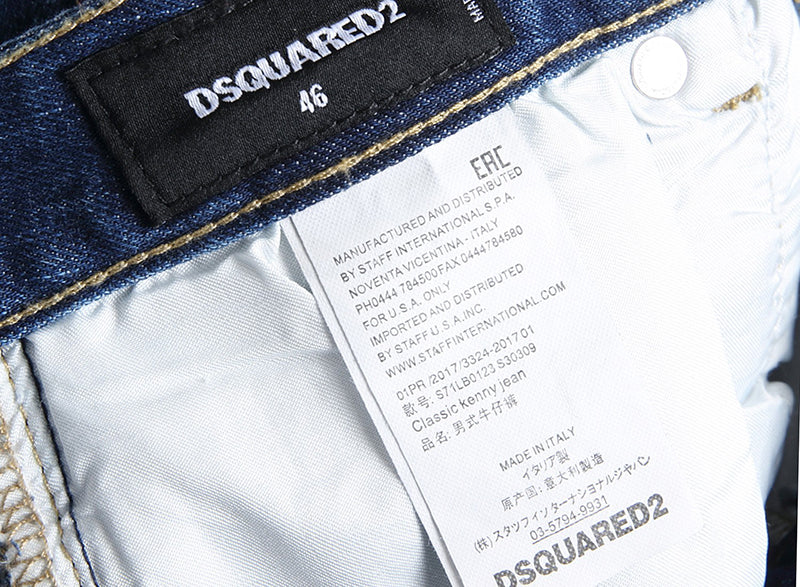 DSQUARED2
46
EAC
MANUFACTURED AND DISTRIBUTED
BY STAFF INTERNATIONAL S.P.A.
NOVENTA VICENTINA - ITALY
PH0444 784500FAX0444784580
FOR U.S.A. ONLY
IMPORTED AND DISTRIBUTED
BY STAFF U.S.A.INC.
WWW.STAFFINTERNATIONAL.COM
01PR /2017/3324-2017 01
款号: S71LB0123 S30309
Classic kenny jean
品名: 男式牛仔裤
MADE IN ITALY
イタリア製
原产国: 意大利製造
(株)スタッフインターナショナルジャパン
03-5794-9931
DSQUARED2